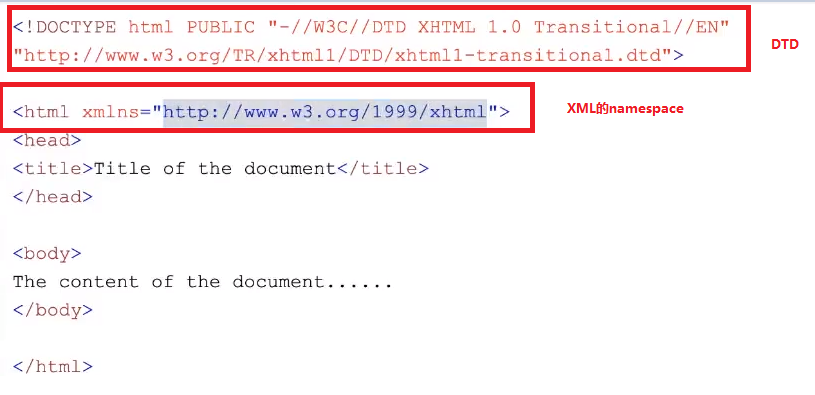 <!DOCTYPE html PUBLIC "-//W3C//DTD XHTML 1.0 Transitional//EN"
"http://www.w3.org/TR/xhtml1/DTD/xhtml1-transitional.dtd">
DTD
<html xmlns="http://www.w3.org/1999/xhtml">
XML的namespace
<head>
<title>Title of the document</title>
</head>
<body>
The content of the document......
</body>
</html>